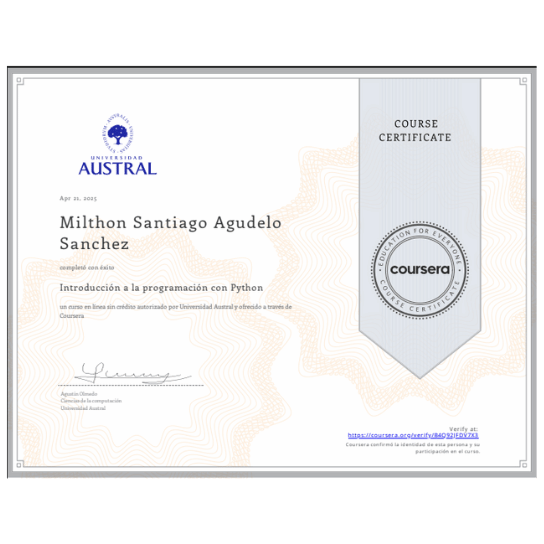 COURSE
CERTIFICATE
UNIVERSIDAD
AUSTRAL
Apr 21, 2023
Milthon Santiago Agudelo
Sanchez
completó con éxito
Introducción a la programación con Python
un curso en línea sin crédito autorizado por Universidad Austral y ofrecido a través de
Coursera
EDUCATION FOR EVERYONE
coursera
COURSE CERTIFICATE
Agustín Olmedo
Ciencias de la computación
Universidad Austral
Verify at:
https://coursera.org/verify/
Coursera confirmó la identidad de esta persona y su
participación en el curso.